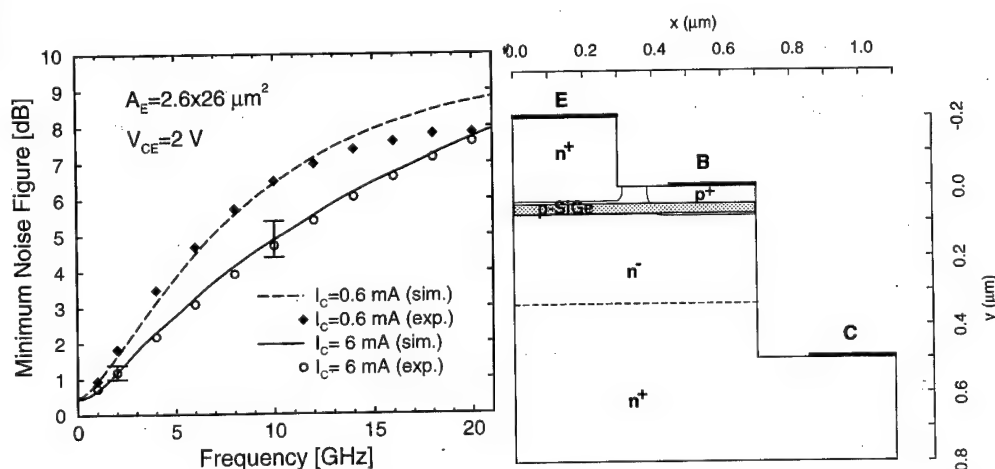 Minimum Noise Figure [dB]
10
9
8
7
6
5
4
3
2
1
0
A_E=2.6x26 μm²
V_CE=2 V
I_C=0.6 mA (sim.)
I_C=0.6 mA (exp.)
I_C= 6 mA (sim.)
I_C= 6 mA (exp.)
0 5 10 15 20
Frequency [GHz]
x (μm)
0.0 0.2 0.4 0.6 0.8 1.0
E
n+
B
p+
p-SiGe
n-
C
n+
-0.2
0.0
0.2
0.4
0.6
0.8
y (μm)